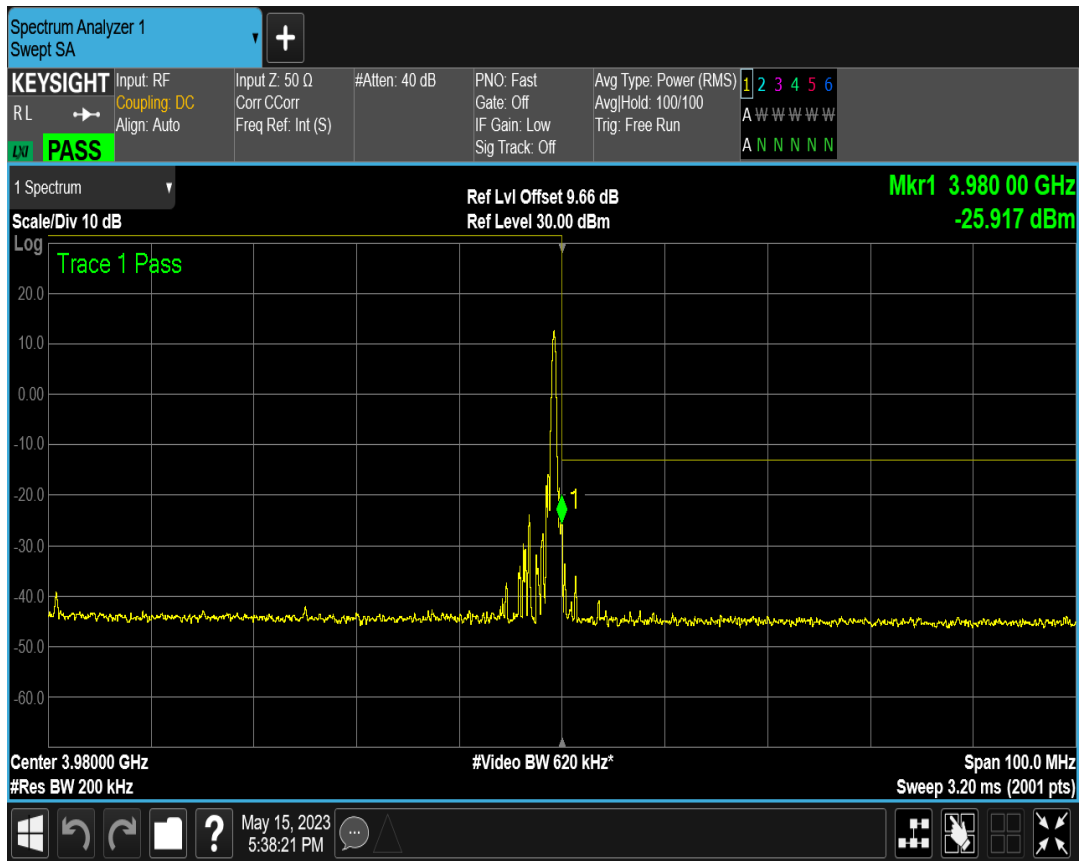 Spectrum Analyzer 1
Swept SA
+
KEYSIGHT
RL
LXI PASS
Input: RF
Coupling: DC
Align: Auto
Input Z: 50 Ω
Corr CCorr
Freq Ref: Int (S)
#Atten: 40 dB
PNO: Fast
Gate: Off
IF Gain: Low
Sig Track: Off
Avg Type: Power (RMS)
Avg|Hold: 100/100
Trig: Free Run
1 2 3 4 5 6
A W W W W W
A N N N N N
1 Spectrum
Scale/Div 10 dB
Ref Lvl Offset 9.66 dB
Ref Level 30.00 dBm
Mkr1 3.980 00 GHz
-25.917 dBm
Log
Trace 1 Pass
20.0
10.0
0.00
-10.0
-20.0
-30.0
-40.0
-50.0
-60.0
1
Center 3.98000 GHz
#Res BW 200 kHz
#Video BW 620 kHz*
Span 100.0 MHz
Sweep 3.20 ms (2001 pts)
?
May 15, 2023
5:38:21 PM